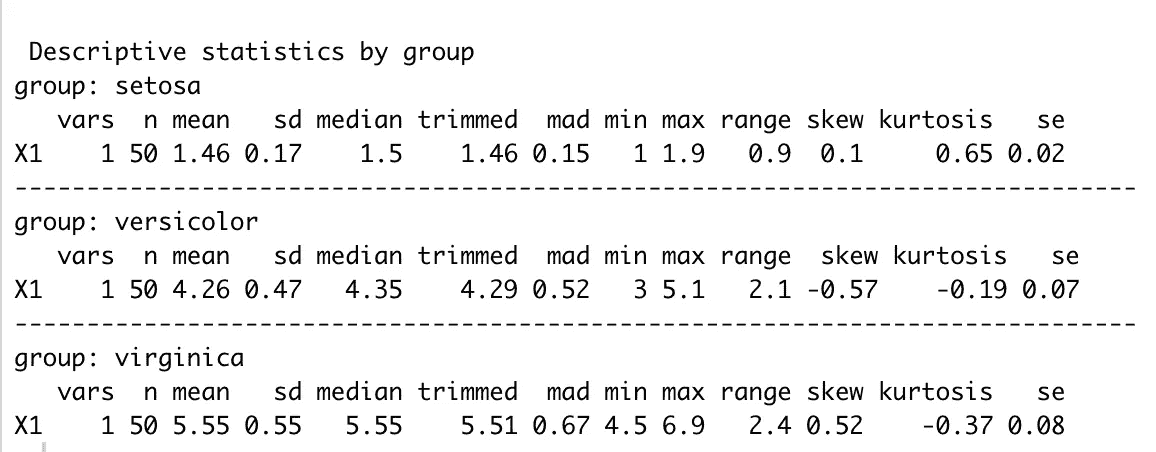 Descriptive statistics by group
group: setosa
   vars  n mean   sd median trimmed  mad min max range skew kurtosis   se
X1    1 50 1.46 0.17    1.5    1.46 0.15   1 1.9   0.9  0.1     0.65 0.02
------------------------------------------------------------------------------
group: versicolor
   vars  n mean   sd median trimmed  mad min max range  skew kurtosis   se
X1    1 50 4.26 0.47   4.35    4.29 0.52   3 5.1   2.1 -0.57    -0.19 0.07
------------------------------------------------------------------------------
group: virginica
   vars  n mean   sd median trimmed  mad min max range skew kurtosis   se
X1    1 50 5.55 0.55   5.55    5.51 0.67 4.5 6.9   2.4 0.52    -0.37 0.08